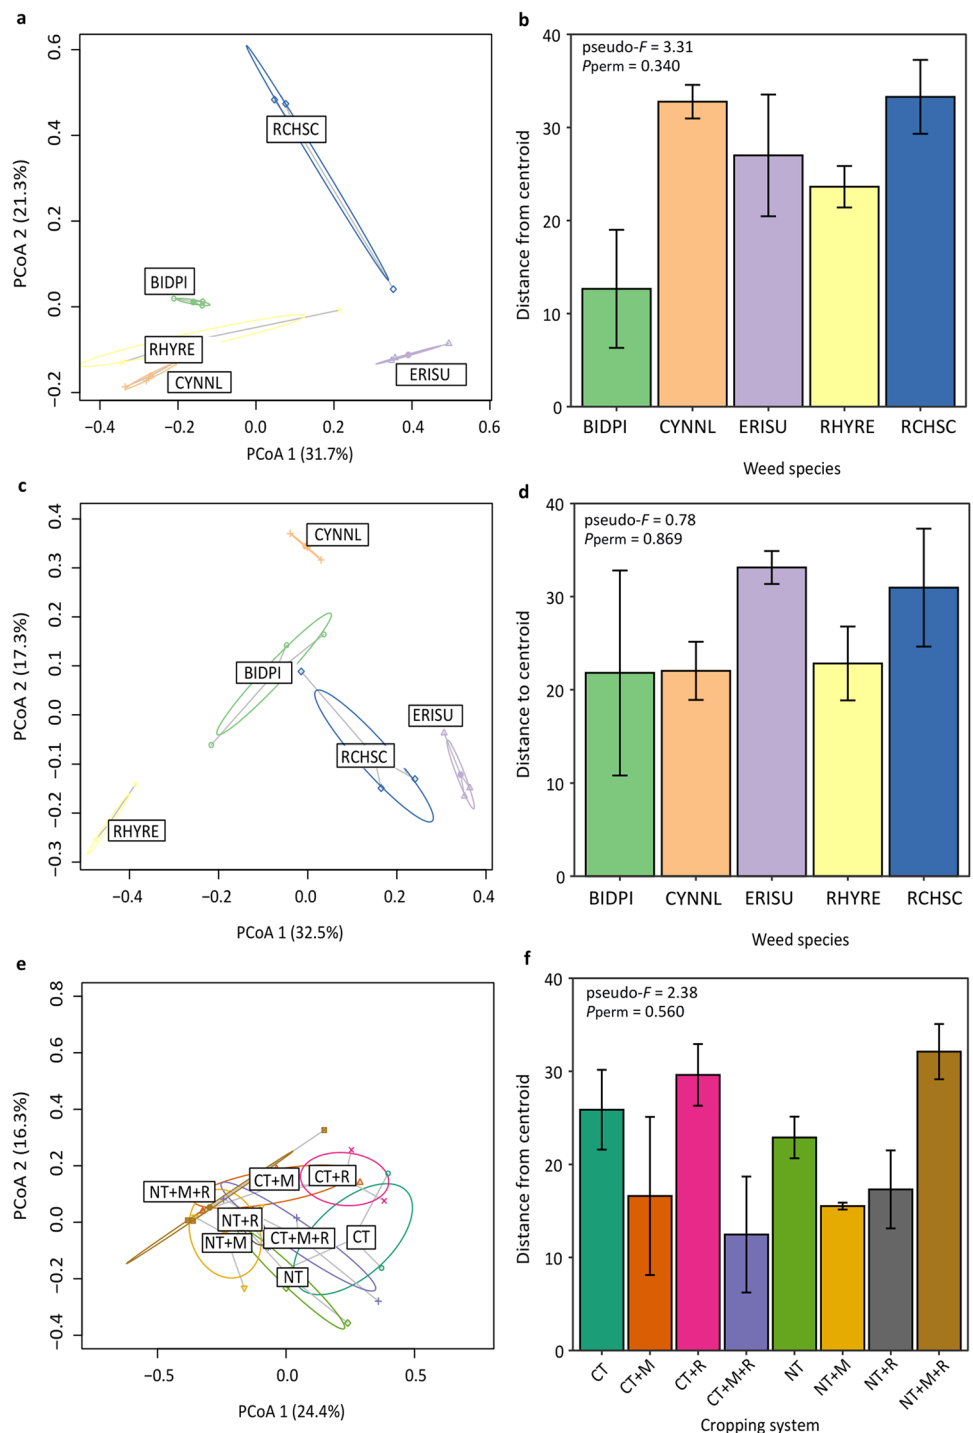 a
0.6
0.4
0.2
0.0
−0.2
PCoA 2 (21.3%)
RCHSC
BIDPI
RHYRE
CYNNL
ERISU
−0.4
−0.2
0.0
0.2
0.4
0.6
PCoA 1 (31.7%)
b
pseudo-F = 3.31
Pperm = 0.340
40
30
20
10
0
Distance from centroid
BIDPI
CYNNL
ERISU
RHYRE
RCHSC
Weed species
c
0.4
0.3
0.2
0.1
0.0
−0.1
−0.2
−0.3
PCoA 2 (17.3%)
CYNNL
BIDPI
ERISU
RCHSC
RHYRE
−0.4
−0.2
0.0
0.2
0.4
PCoA 1 (32.5%)
d
pseudo-F = 0.78
Pperm = 0.869
40
30
20
10
0
Distance to centroid
BIDPI
CYNNL
ERISU
RHYRE
RCHSC
Weed species
e
0.8
0.6
0.4
0.2
0.0
−0.2
−0.4
PCoA 2 (16.3%)
CT+M
CT+R
NT+M+R
NT+R
CT+M+R
CT
NT+M
NT
−0.5
0.0
0.5
PCoA 1 (24.4%)
f
pseudo-F = 2.38
Pperm = 0.560
40
30
20
10
0
Distance from centroid
CT
CT+M
CT+R
CT+M+R
NT
NT+M
NT+R
NT+M+R
Cropping system